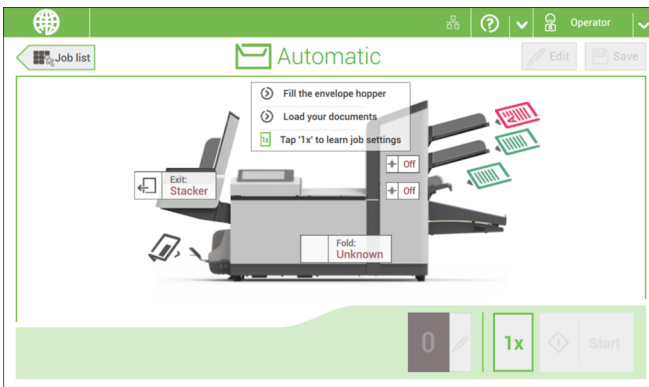 Operator
Job list
Automatic
Edit
Save
Fill the envelope hopper
Load your documents
1x Tap '1x' to learn job settings
Off
Exit:
Stacker
Off
Fold:
Unknown
0
1x
Start